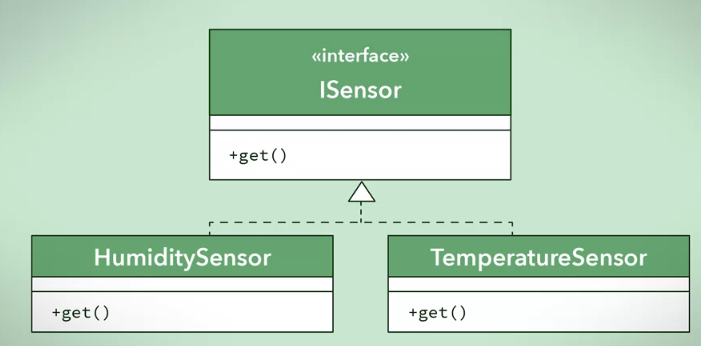 «interface»
ISensor
+get()
HumiditySensor
TemperatureSensor
+get()
+get()